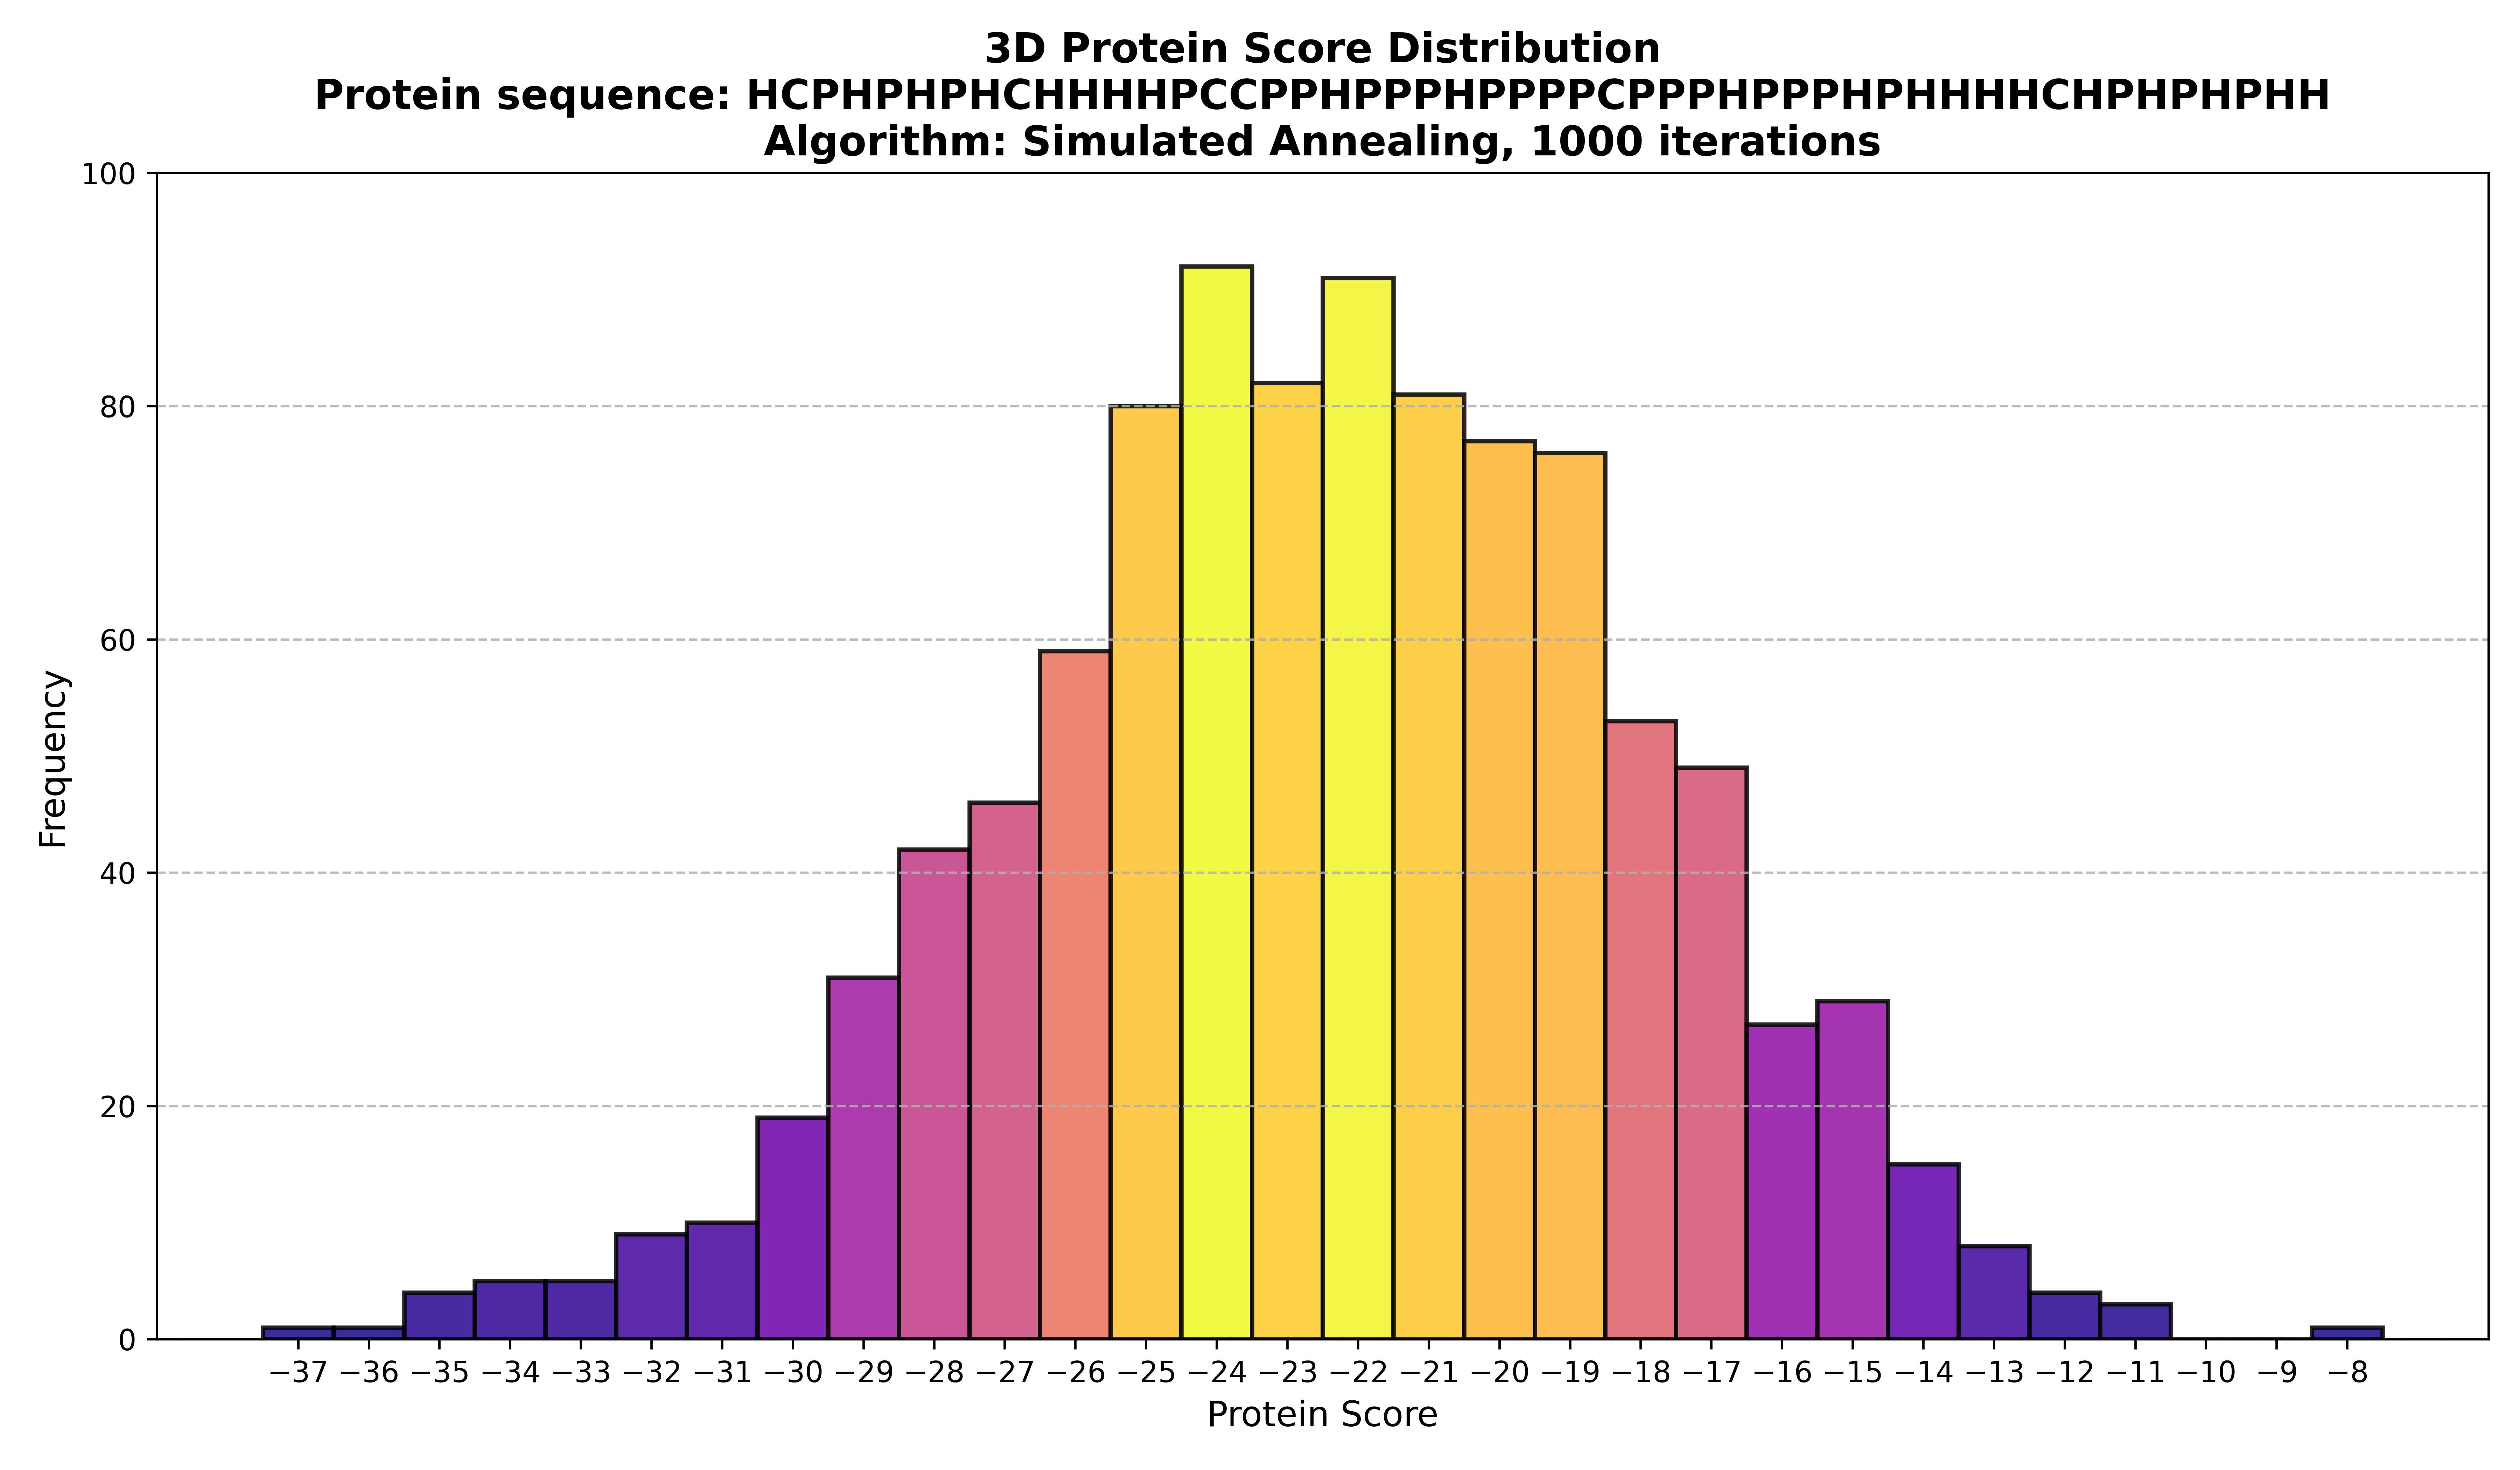 3D Protein Score Distribution
Protein sequence: HCPHPHPHCHHHHPCCPPHPPPHPPPPCPPPHPPPHPHHHHCHPHPHPHH
Algorithm: Simulated Annealing, 1000 iterations
100
80
60
40
20
0
Frequency
−37 −36 −35 −34 −33 −32 −31 −30 −29 −28 −27 −26 −25 −24 −23 −22 −21 −20 −19 −18 −17 −16 −15 −14 −13 −12 −11 −10 −9 −8
Protein Score